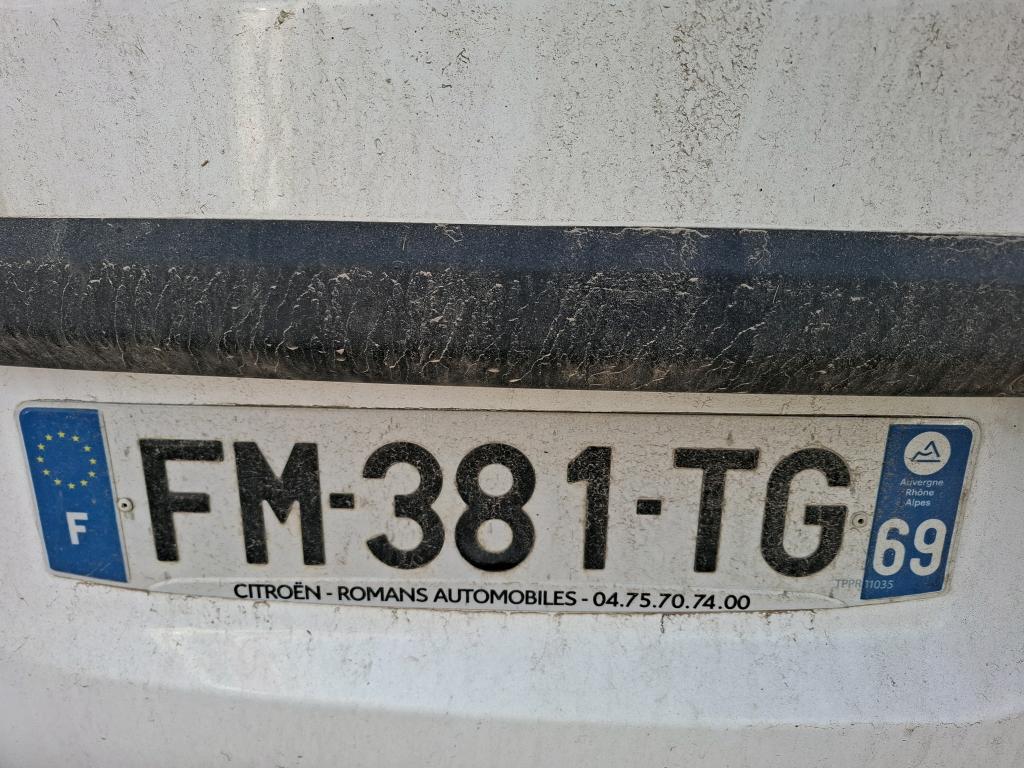 F
FM-381-TG
Auvergne
Rhône
Alpes
69
TPPR 11035
CITROËN - ROMANS AUTOMOBILES - 04.75.70.74.00